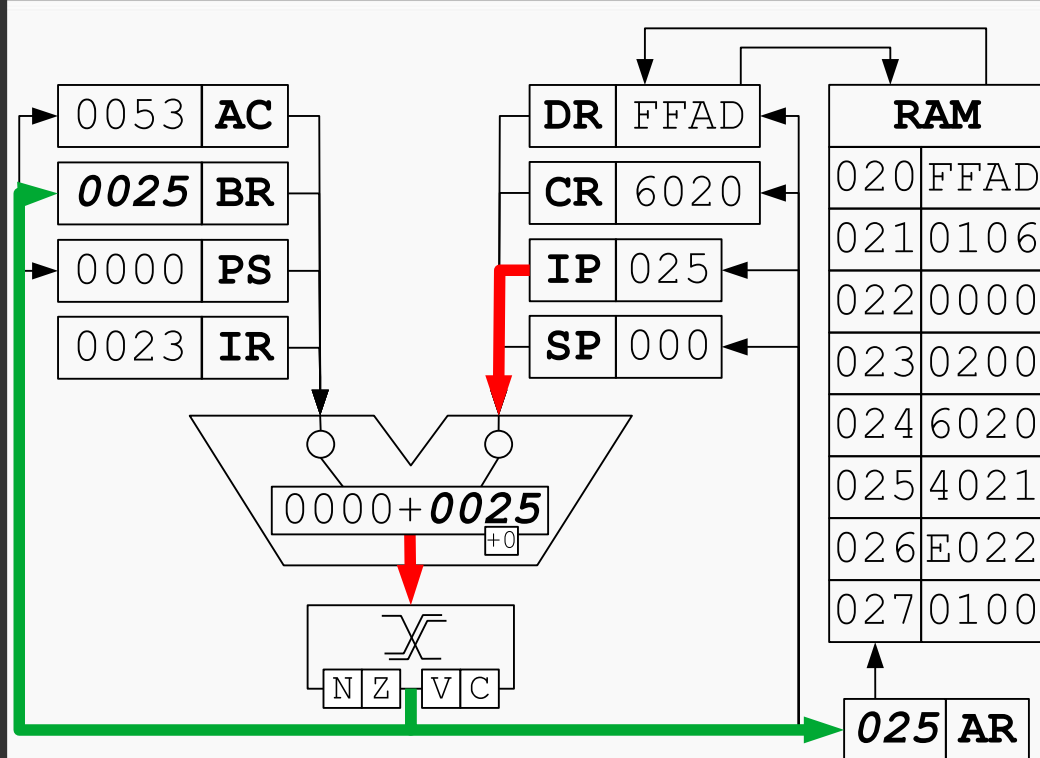 0053 AC
0025 BR
0000 PS
0023 IR
DR FFAD
CR 6020
IP 025
SP 000
RAM
020 FFAD
021 0106
022 0000
023 0200
024 6020
025 4021
026 E022
027 0100
0000+0025
+0
N Z V C
025 AR